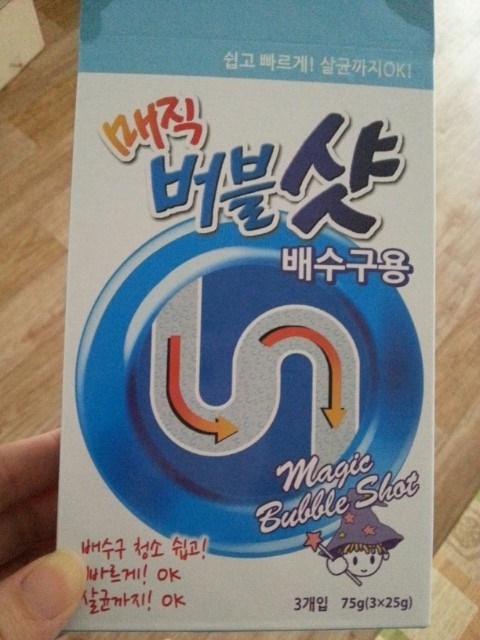 쉽고 빠르게! 살균까지OK!
매직
버블샷
배수구용
Magic
Bubble Shot
배수구 청소 쉽고!
빠르게! OK
살균까지! OK
3개입 75g(3×25g)